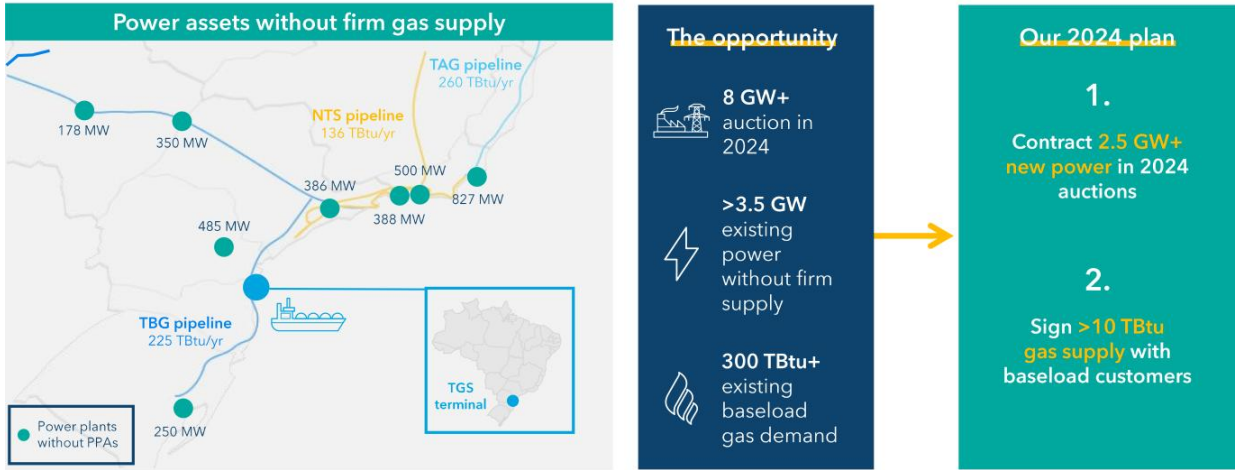 Power assets without firm gas supply
TAG pipeline
260 TBtu/yr
NTS pipeline
136 TBtu/yr
178 MW
350 MW
386 MW
500 MW
388 MW
827 MW
485 MW
TBG pipeline
225 TBtu/yr
250 MW
TGS
terminal
Power plants
without PPAs
The opportunity
8 GW+
auction in
2024
>3.5 GW
existing
power
without firm
supply
300 TBtu+
existing
baseload
gas demand
Our 2024 plan
1.
Contract 2.5 GW+
new power in 2024
auctions
2.
Sign >10 TBtu
gas supply with
baseload customers